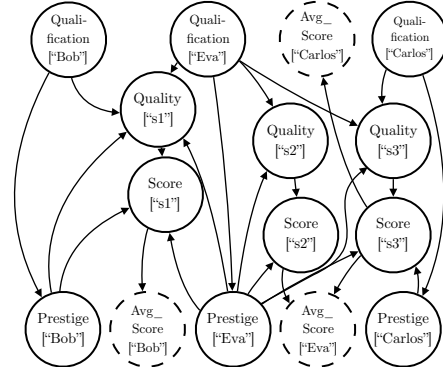 Quali-
fication
[“Bob”]
Quali-
fication
[“Eva”]
Avg_
Score
[“Carlos”]
Quali-
fication
[“Carlos”]
Quality
[“s1”]
Quality
[“s2”]
Quality
[“s3”]
Score
[“s1”]
Score
[“s2”]
Score
[“s3”]
Prestige
[“Bob”]
Avg_
Score
[“Bob”]
Prestige
[“Eva”]
Avg_
Score
[“Eva”]
Prestige
[“Carlos”]